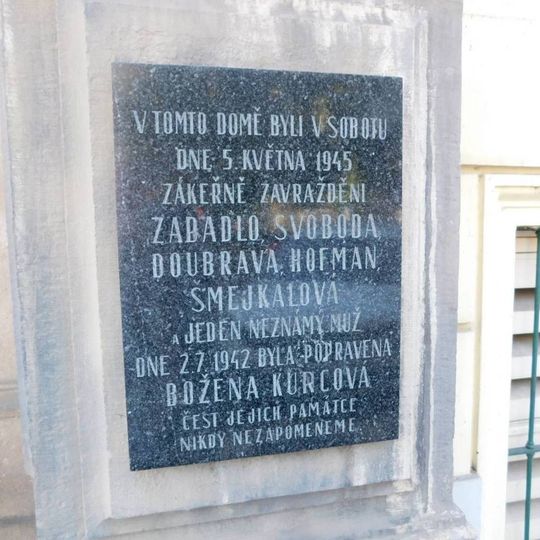 V TOMTO DOMĚ BYLI V SOBOTU
DNE 5. KVĚTNA 1945
ZÁKEŘNĚ ZAVRAŽDĚNI
ZABADLO, SVOBODA,
DOUBRAVA, HOFMAN,
ŠMEJKALOVÁ
A JEDEN NEZNÁMÝ MUŽ
DNE 2.7. 1942 BYLA POPRAVENA
BOŽENA KURCOVÁ
ČEST JEJICH PAMÁTCE
NIKDY NEZAPOMENEME.